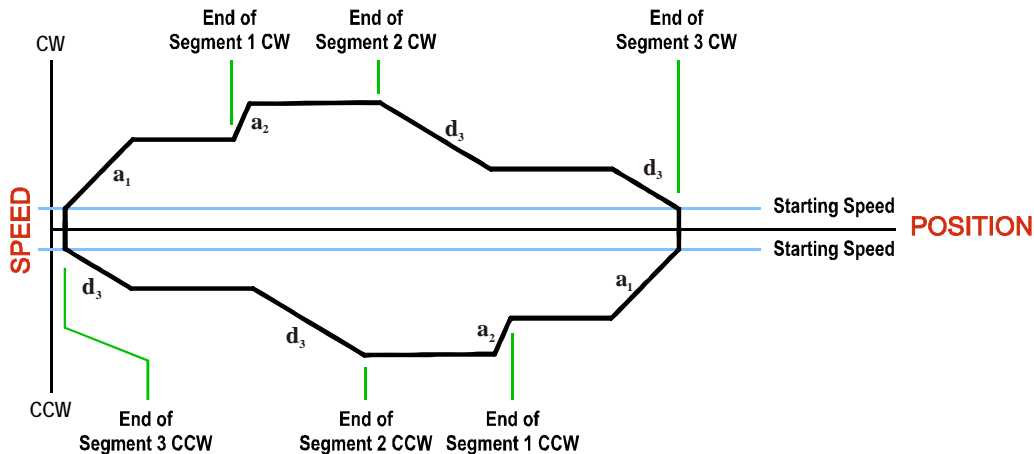 End of
Segment 1 CW
End of
Segment 2 CW
End of
Segment 3 CW
CW
a2
d3
a1
d3
SPEED
Starting Speed
POSITION
Starting Speed
d3
a1
d3
a2
CCW
End of
Segment 3 CCW
End of
Segment 2 CCW
End of
Segment 1 CCW